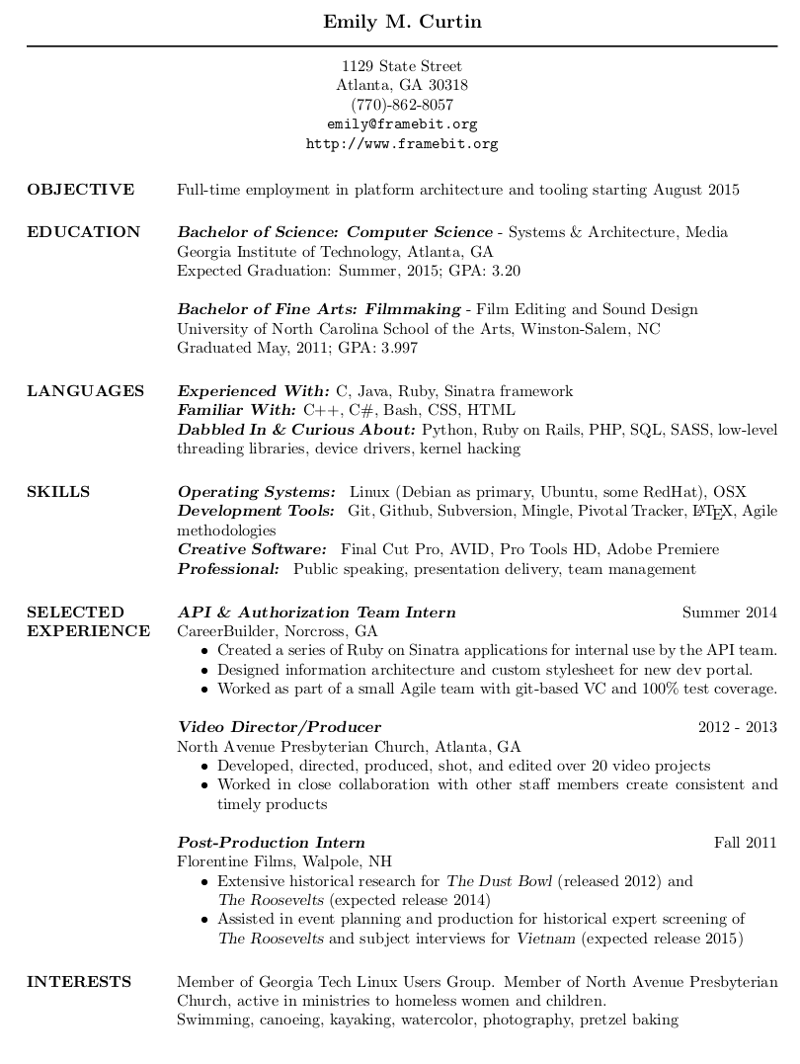 Emily M. Curtin
1129 State Street
Atlanta, GA 30318
(770)-862-8057
emily@framebit.org
http://www.framebit.org
OBJECTIVE Full-time employment in platform architecture and tooling starting August 2015
EDUCATION Bachelor of Science: Computer Science - Systems & Architecture, Media
Georgia Institute of Technology, Atlanta, GA
Expected Graduation: Summer, 2015; GPA: 3.20
Bachelor of Fine Arts: Filmmaking - Film Editing and Sound Design
University of North Carolina School of the Arts, Winston-Salem, NC
Graduated May, 2011; GPA: 3.997
LANGUAGES Experienced With: C, Java, Ruby, Sinatra framework
Familiar With: C++, C#, Bash, CSS, HTML
Dabbled In & Curious About: Python, Ruby on Rails, PHP, SQL, SASS, low-level
threading libraries, device drivers, kernel hacking
SKILLS Operating Systems: Linux (Debian as primary, Ubuntu, some RedHat), OSX
Development Tools: Git, Github, Subversion, Mingle, Pivotal Tracker, LATEX, Agile
methodologies
Creative Software: Final Cut Pro, AVID, Pro Tools HD, Adobe Premiere
Professional: Public speaking, presentation delivery, team management
SELECTED API & Authorization Team Intern Summer 2014
EXPERIENCE CareerBuilder, Norcross, GA
• Created a series of Ruby on Sinatra applications for internal use by the API team.
• Designed information architecture and custom stylesheet for new dev portal.
• Worked as part of a small Agile team with git-based VC and 100% test coverage.
Video Director/Producer 2012 - 2013
North Avenue Presbyterian Church, Atlanta, GA
• Developed, directed, produced, shot, and edited over 20 video projects
• Worked in close collaboration with other staff members create consistent and
timely products
Post-Production Intern Fall 2011
Florentine Films, Walpole, NH
• Extensive historical research for The Dust Bowl (released 2012) and
The Roosevelts (expected release 2014)
• Assisted in event planning and production for historical expert screening of
The Roosevelts and subject interviews for Vietnam (expected release 2015)
INTERESTS Member of Georgia Tech Linux Users Group. Member of North Avenue Presbyterian
Church, active in ministries to homeless women and children.
Swimming, canoeing, kayaking, watercolor, photography, pretzel baking